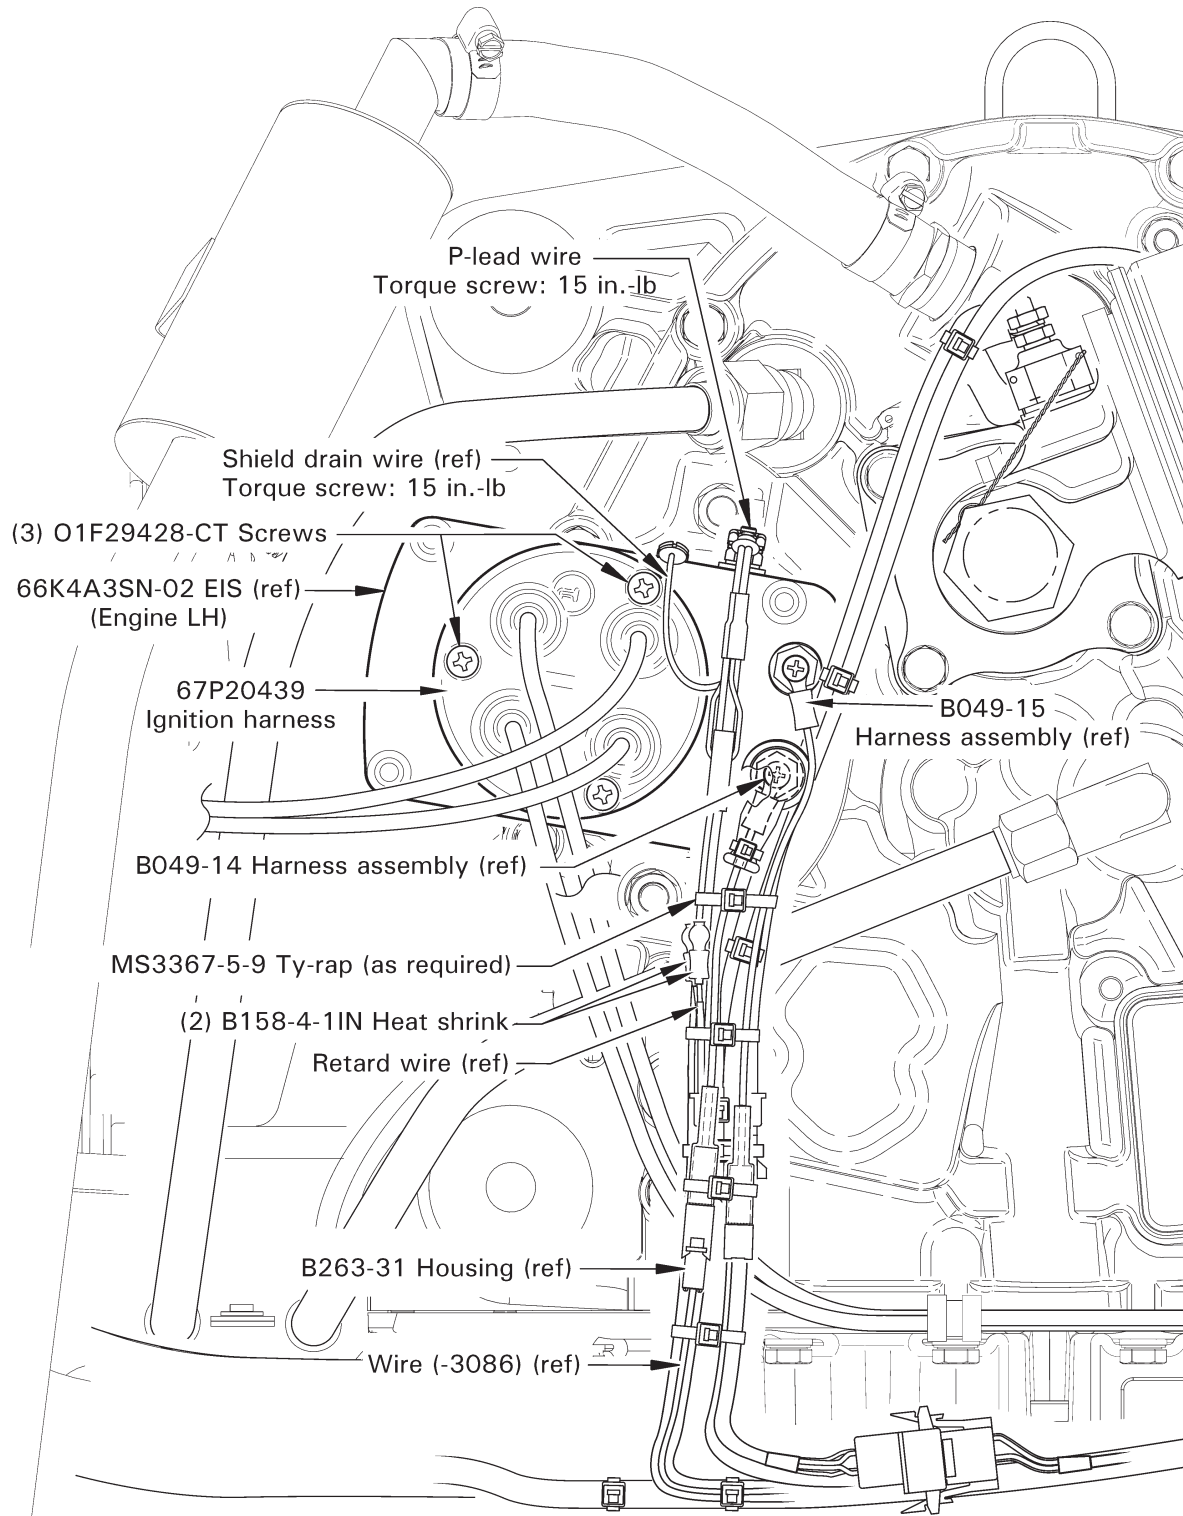 P-lead wire
Torque screw: 15 in.-lb
Shield drain wire (ref)
Torque screw: 15 in.-lb
(3) O1F29428-CT Screws
66K4A3SN-02 EIS (ref)
(Engine LH)
67P20439
Ignition harness
B049-15
Harness assembly (ref)
B049-14 Harness assembly (ref)
MS3367-5-9 Ty-rap (as required)
(2) B158-4-1IN Heat shrink
Retard wire (ref)
B263-31 Housing (ref)
Wire (-3086) (ref)